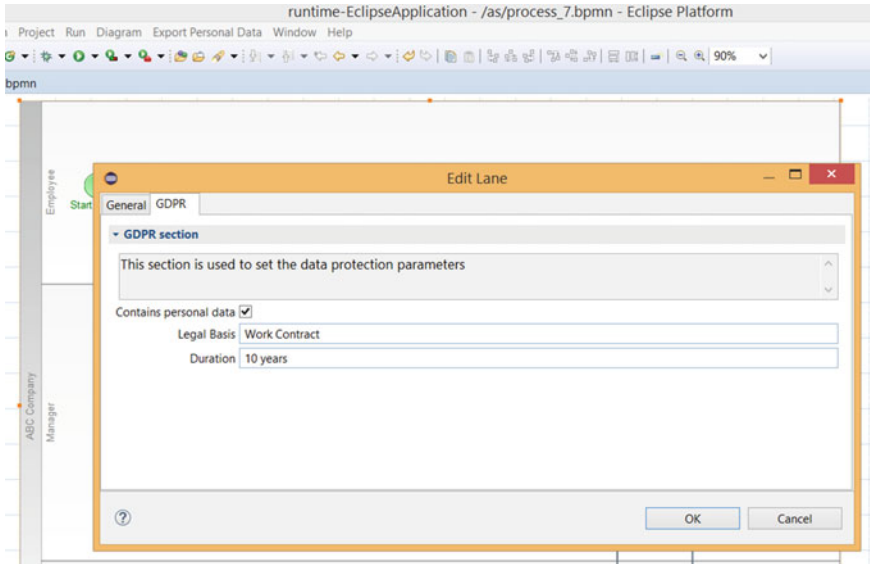 runtime-EclipseApplication - /as/process_7.bpmn - Eclipse Platform
Project Run Diagram Export Personal Data Window Help
90%
bpmn
Employee
Start
Edit Lane
General GDPR
GDPR section
This section is used to set the data protection parameters
Contains personal data
Legal Basis Work Contract
Duration 10 years
ABC Company
Manager
OK Cancel